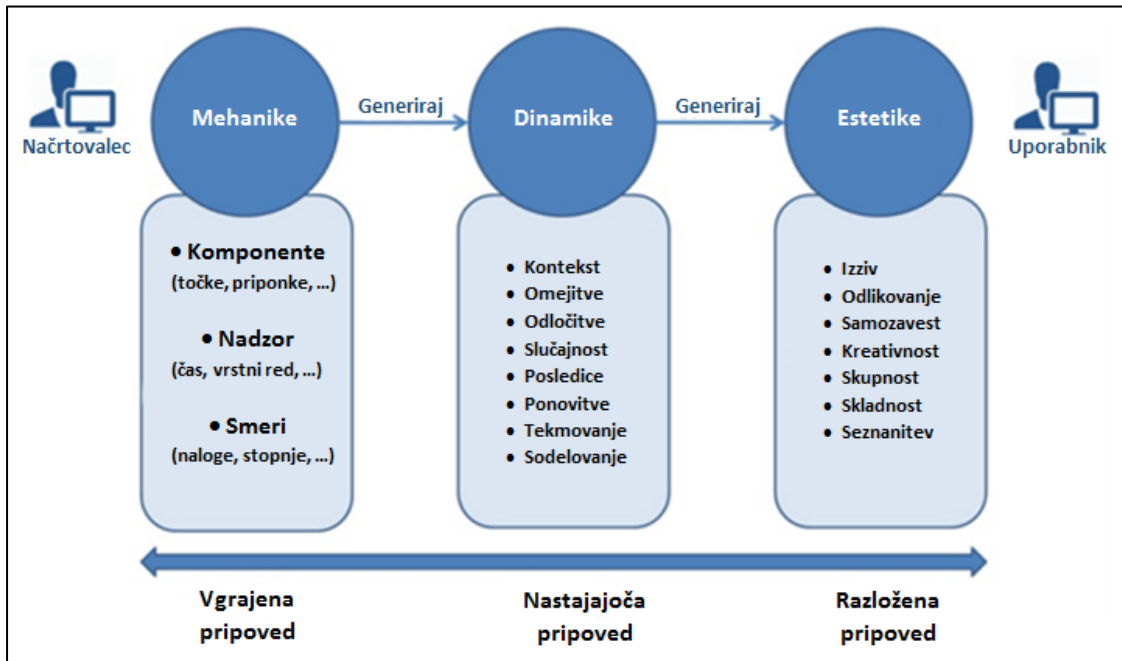 Načrtovalec
Mehanike
Generiraj
Dinamike
Generiraj
Estetike
Uporabnik
• Komponente
(točke, priponke, ...)
• Nadzor
(čas, vrstni red, ...)
• Smeri
(naloge, stopnje, ...)
• Kontekst
• Omejitve
• Odločitve
• Slučajnost
• Posledice
• Ponovitve
• Tekmovanje
• Sodelovanje
• Izziv
• Odlikovanje
• Samozavest
• Kreativnost
• Skupnost
• Skladnost
• Seznanitev
Vgrajena
pripoved
Nastajajoča
pripoved
Razložena
pripoved